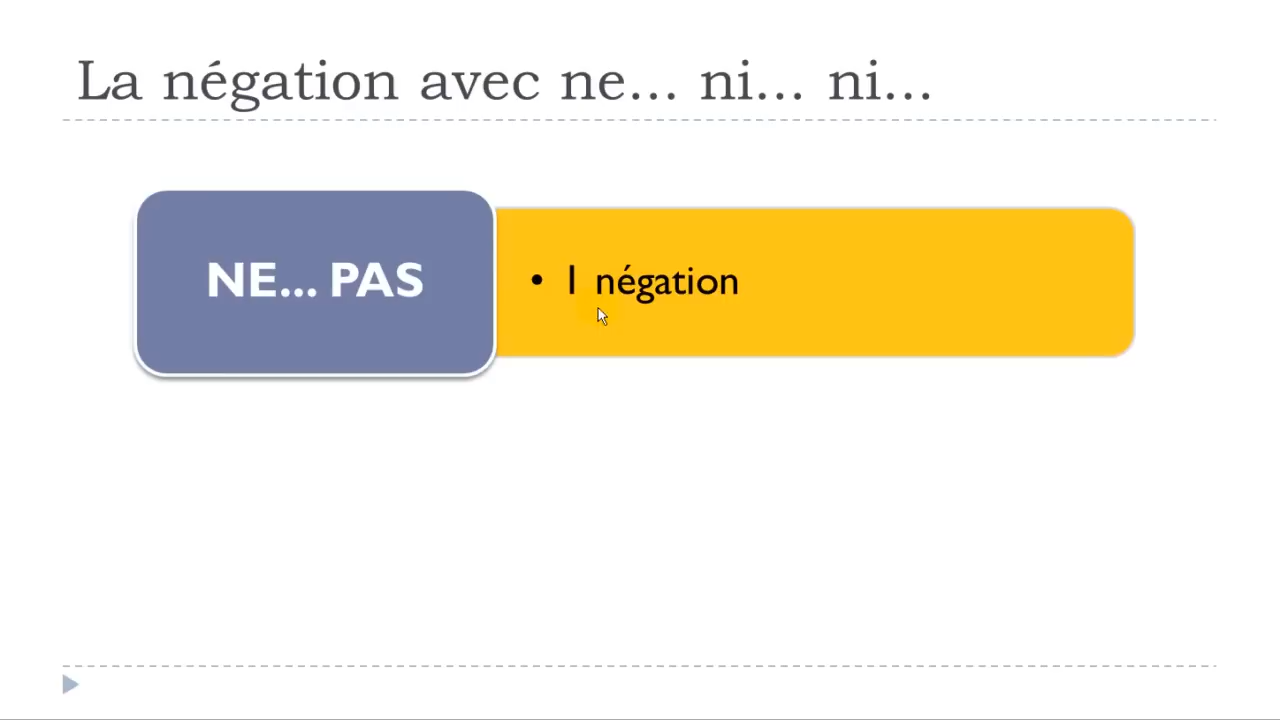 La négation avec ne… ni… ni…
NE… PAS
• 1 négation